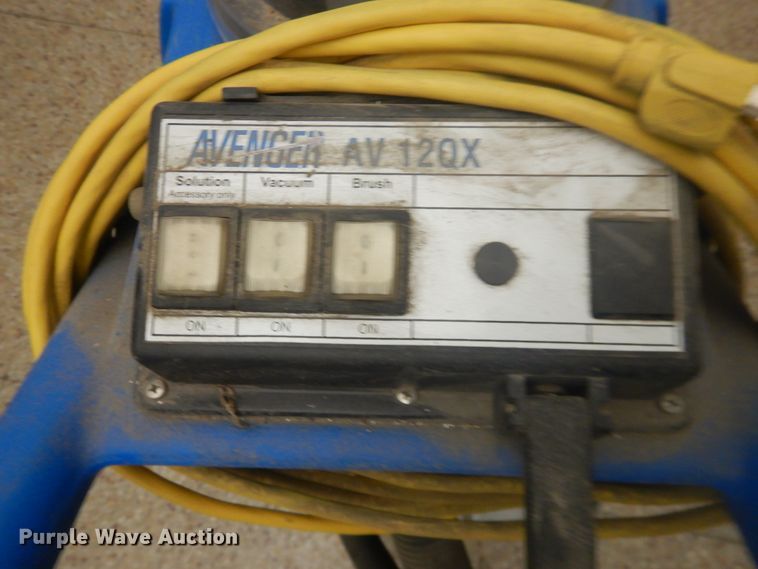 AVENGER AV 12QX
Solution Vacuum Brush
Accessory only
ON ON ON
Purple Wave Auction